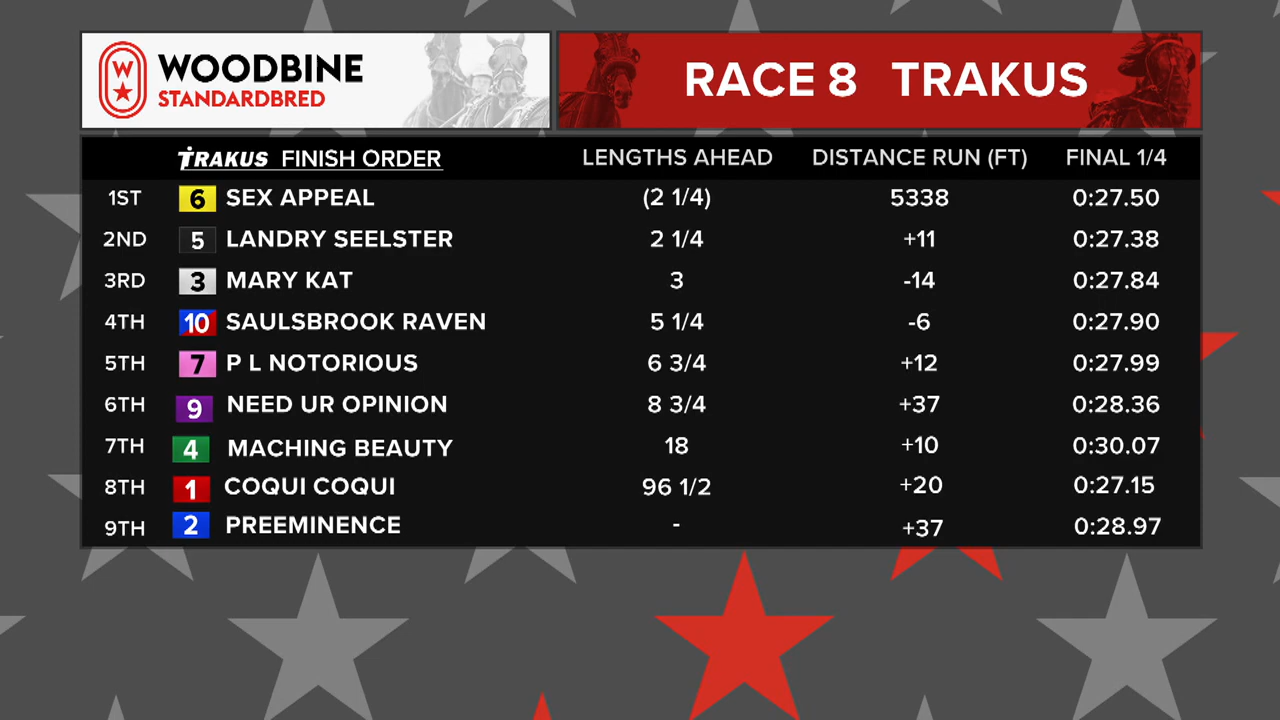 W
WOODBINE
STANDARDBRED
RACE 8 TRAKUS
TRAKUS FINISH ORDER LENGTHS AHEAD DISTANCE RUN (FT) FINAL 1/4
1ST 6 SEX APPEAL (2 1/4) 5338 0:27.50
2ND 5 LANDRY SEELSTER 2 1/4 +11 0:27.38
3RD 3 MARY KAT 3 -14 0:27.84
4TH 10 SAULSBROOK RAVEN 5 1/4 -6 0:27.90
5TH 7 P L NOTORIOUS 6 3/4 +12 0:27.99
6TH 9 NEED UR OPINION 8 3/4 +37 0:28.36
7TH 4 MACHING BEAUTY 18 +10 0:30.07
8TH 1 COQUI COQUI 96 1/2 +20 0:27.15
9TH 2 PREEMINENCE - +37 0:28.97